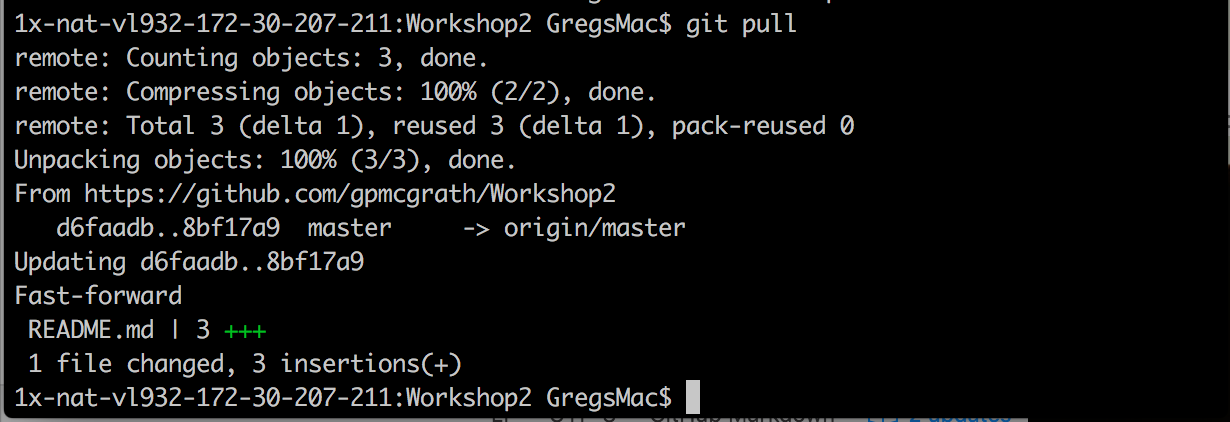 1x-nat-vl932-172-30-207-211:Workshop2 GregsMac$ git pull
remote: Counting objects: 3, done.
remote: Compressing objects: 100% (2/2), done.
remote: Total 3 (delta 1), reused 3 (delta 1), pack-reused 0
Unpacking objects: 100% (3/3), done.
From https://github.com/gpmcgrath/Workshop2
   d6faadb..8bf17a9  master     -> origin/master
Updating d6faadb..8bf17a9
Fast-forward
 README.md | 3 +++
 1 file changed, 3 insertions(+)
1x-nat-vl932-172-30-207-211:Workshop2 GregsMac$